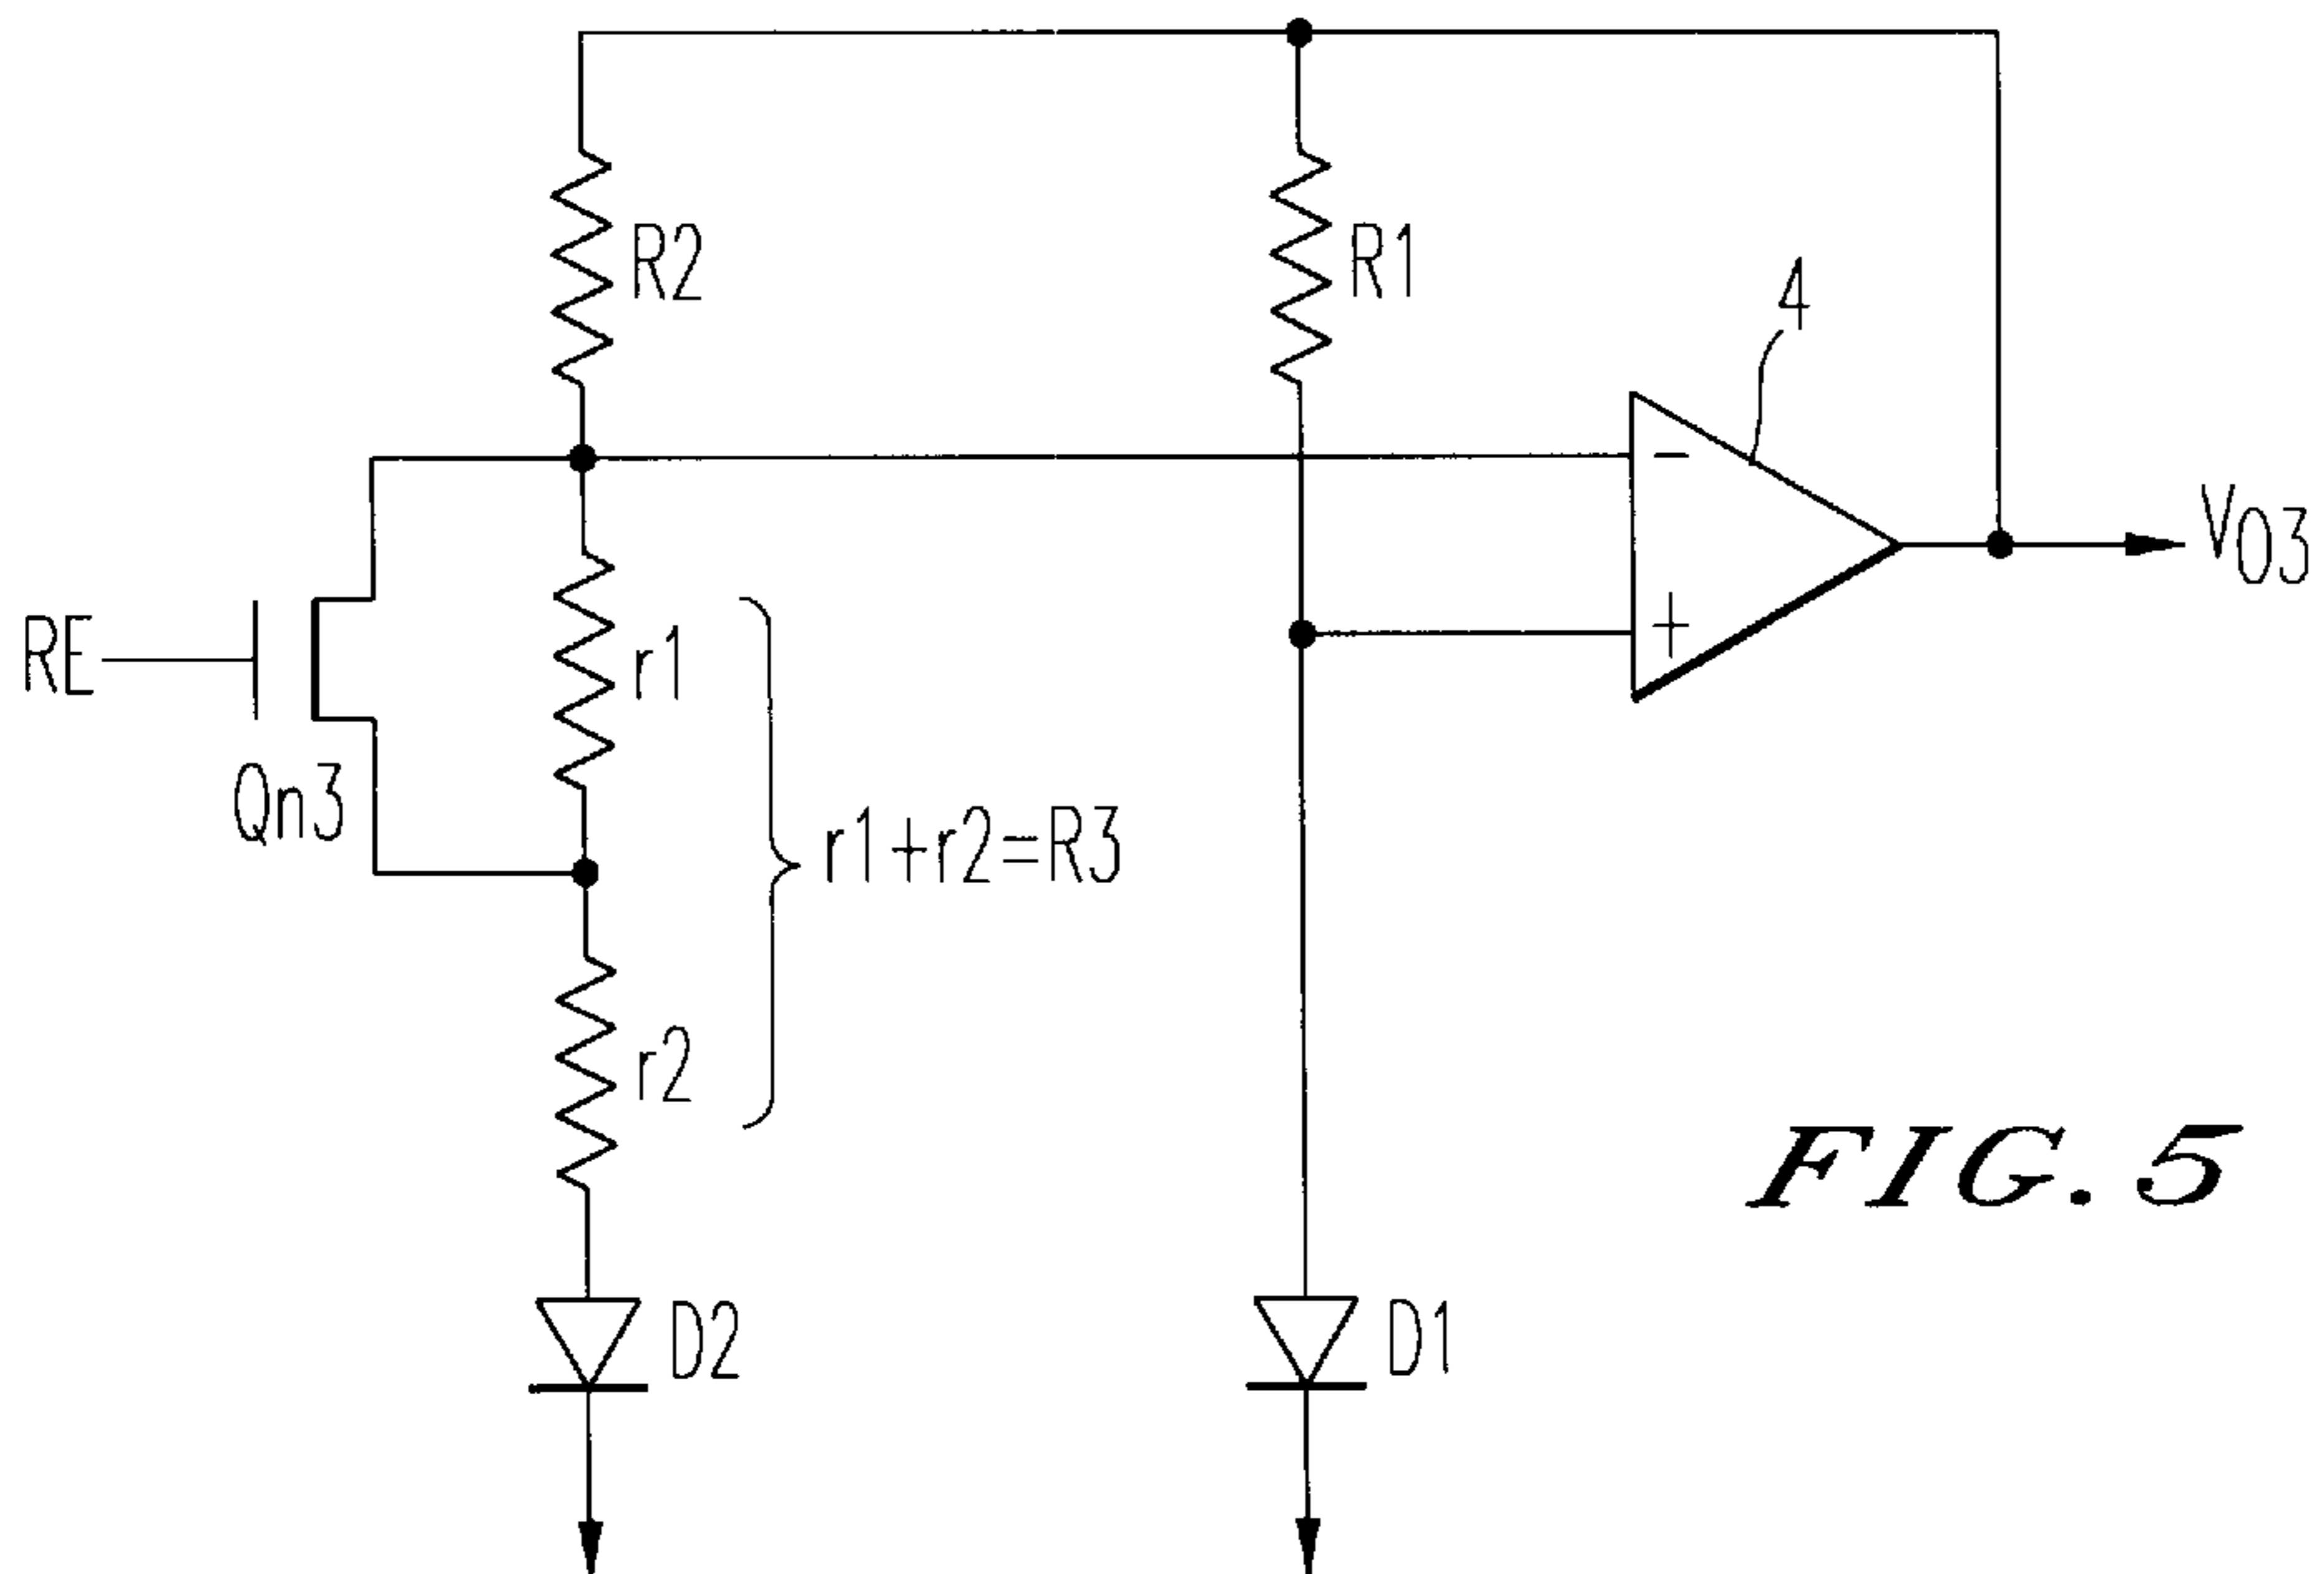 R2
R1
4
-
+
VO3
RE
r1
Qn3
r1+r2=R3
r2
D2
D1
FIG.5